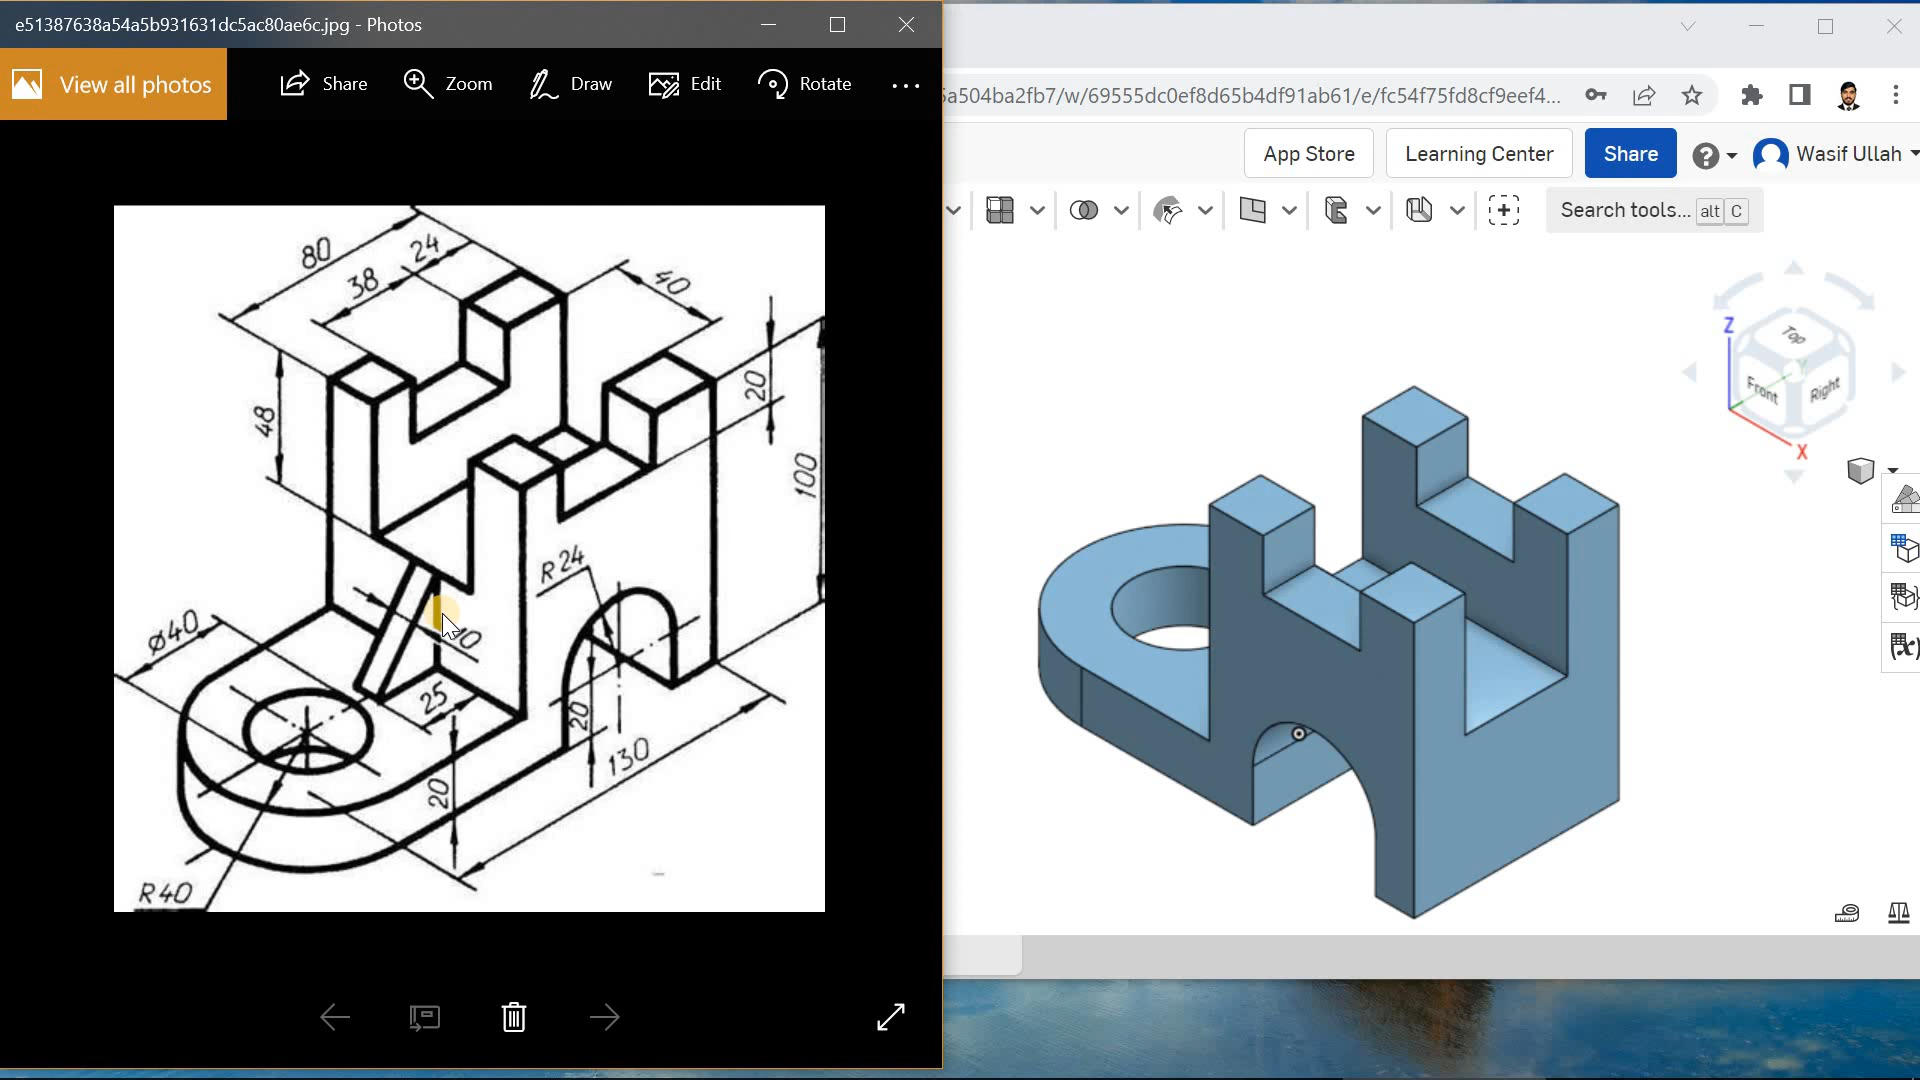 e51387638a54a5b931631dc5ac80ae6c.jpg - Photos
View all photos
Share
Zoom
Draw
Edit
Rotate
5a504ba2fb7/w/69555dc0ef8d65b4df91ab61/e/fc54f75fd8cf9eef4...
App Store
Learning Center
Share
Wasif Ullah
Search tools... alt C
80
24
38
40
20
48
100
R24
10
ø40
25
20
130
20
R40
Z
Top
Front
Right
Y
X
(x)